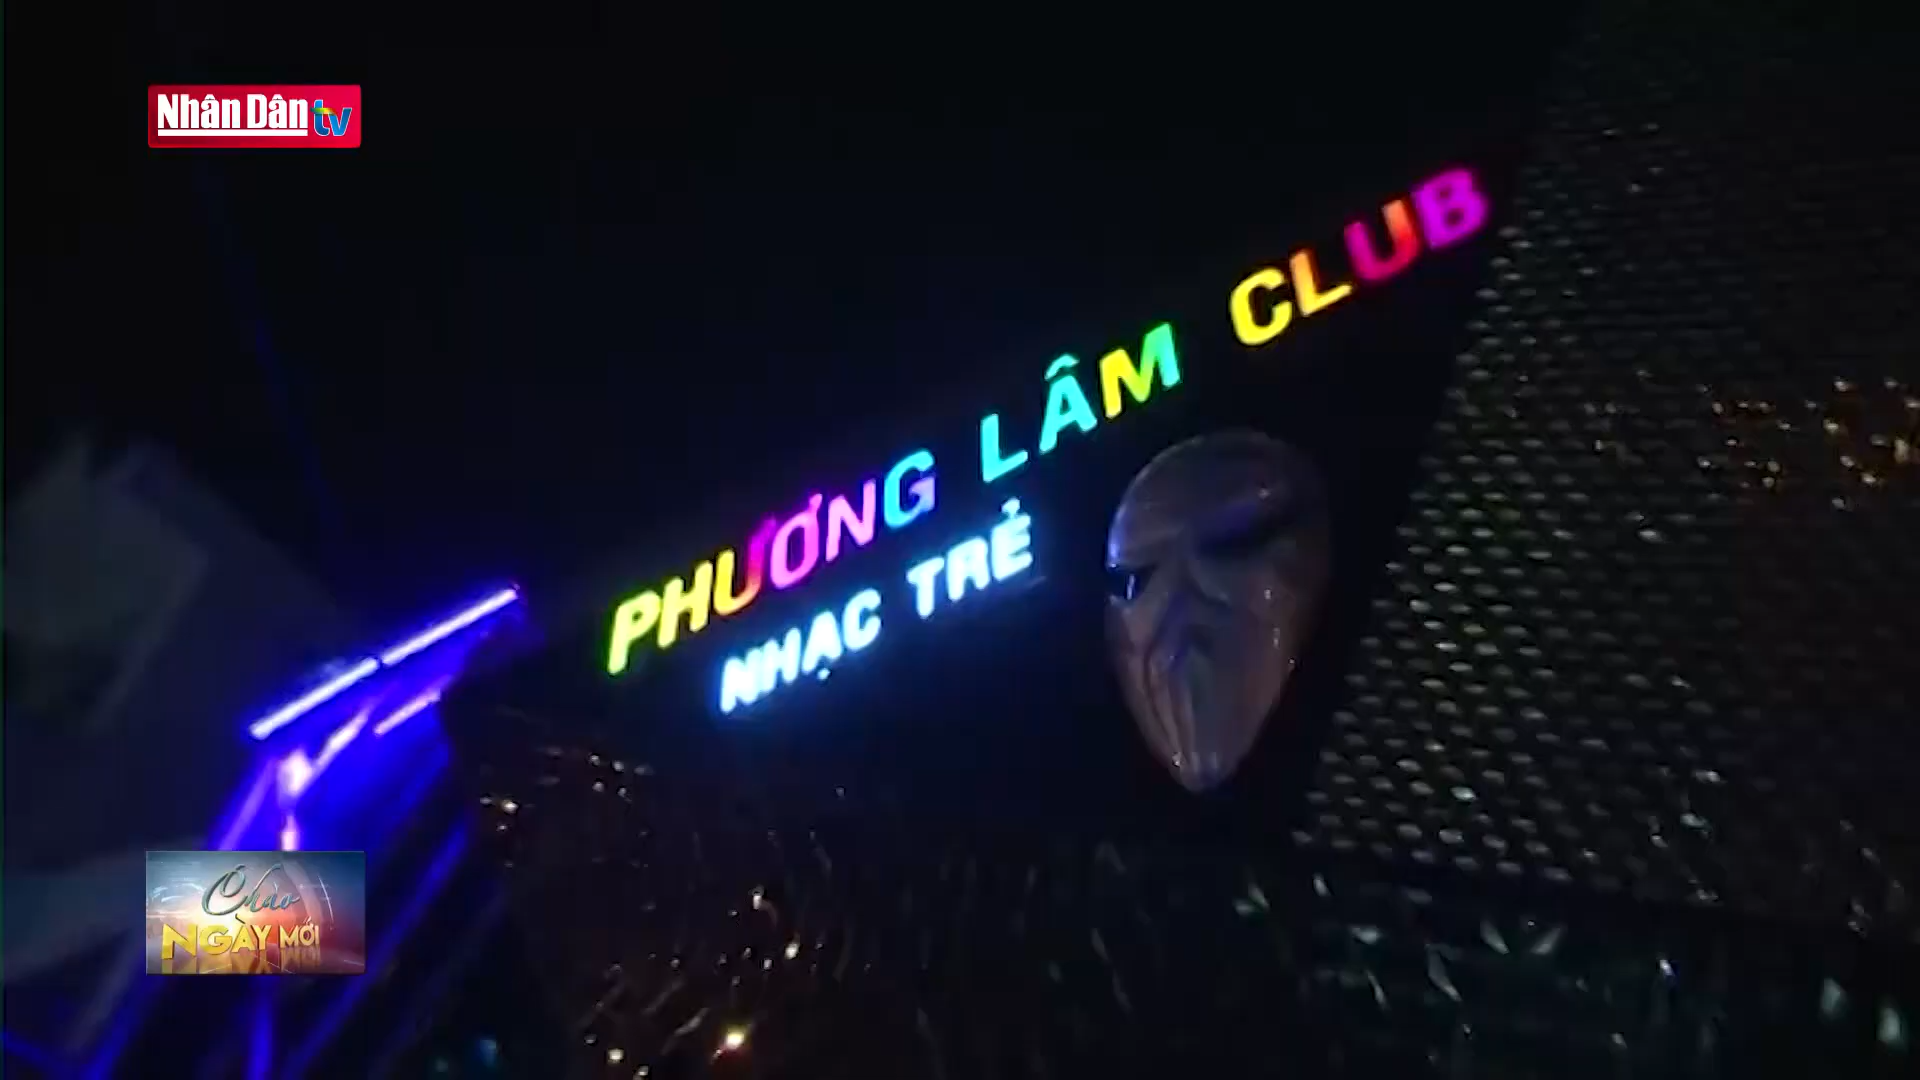 Nhân Dân tv
PHƯƠNG LÂM CLUB
NHẠC TRẺ
Chào
NGÀY MỚI